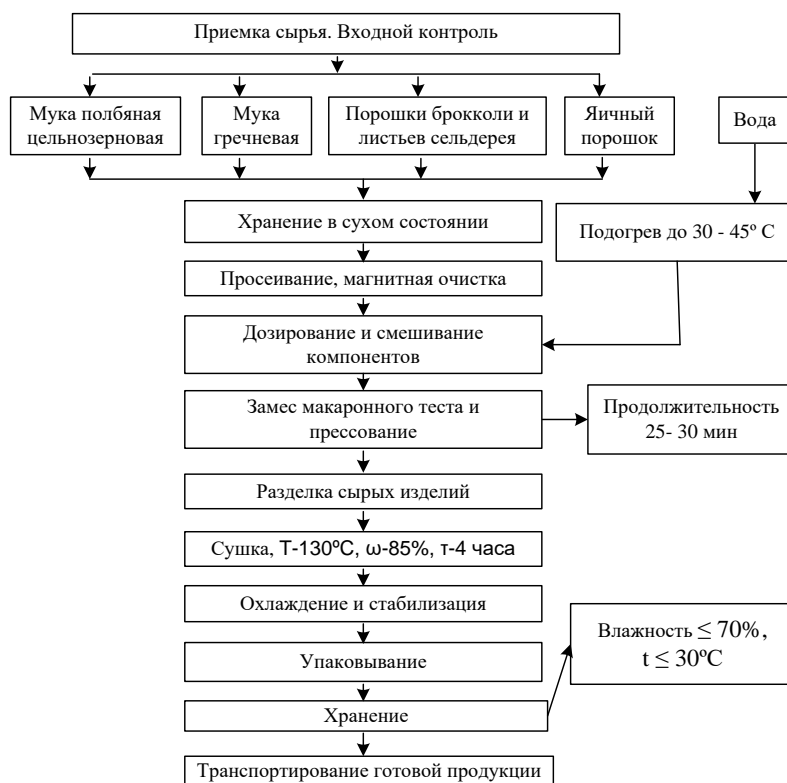 Приемка сырья. Входной контроль
Мука полбяная
цельнозерновая
Мука
гречневая
Порошки брокколи и
листьев сельдерея
Яичный
порошок
Вода
Хранение в сухом состоянии
Подогрев до 30 - 45º С
Просеивание, магнитная очистка
Дозирование и смешивание
компонентов
Замес макаронного теста и
прессование
Продолжительность
25- 30 мин
Разделка сырых изделий
Сушка, Т-130ºС, ω-85%, τ-4 часа
Охлаждение и стабилизация
Упаковывание
Влажность ≤ 70%,
t ≤ 30ºС
Хранение
Транспортирование готовой продукции